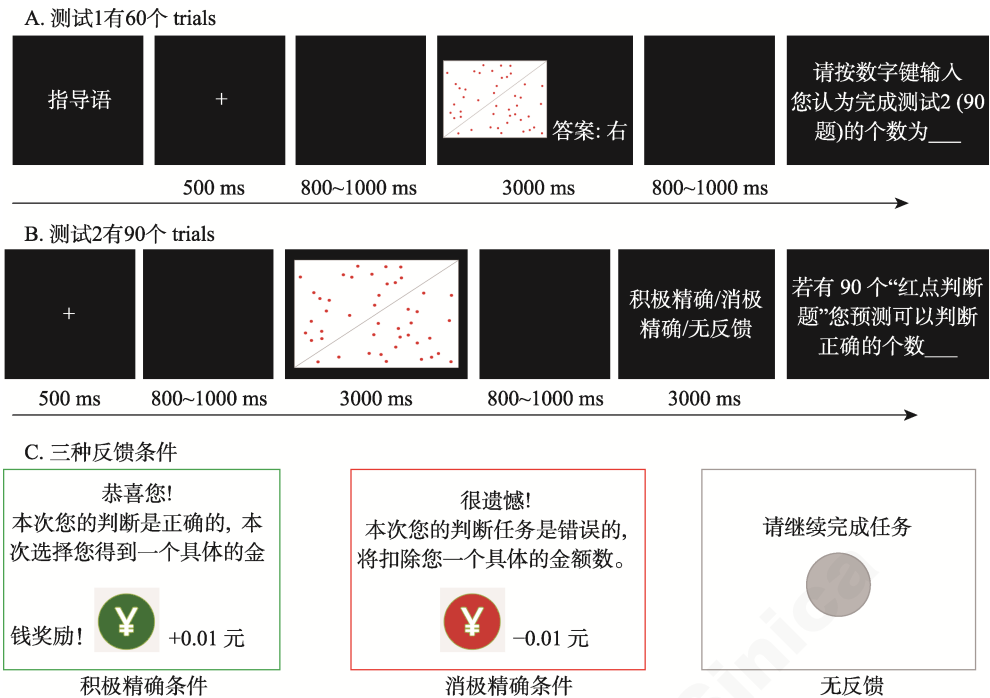 A. 测试1有60个 trials
指导语
+
答案: 右
请按数字键输入
您认为完成测试2 (90
题)的个数为___
500 ms
800~1000 ms
3000 ms
800~1000 ms
B. 测试2有90个 trials
+
积极精确/消极
精确/无反馈
若有 90 个“红点判断
题”您预测可以判断
正确的个数___
500 ms
800~1000 ms
3000 ms
800~1000 ms
3000 ms
C. 三种反馈条件
恭喜您!
本次您的判断是正确的, 本
次选择您得到一个具体的金
钱奖励!
¥
+0.01 元
积极精确条件
很遗憾!
本次您的判断任务是错误的,
将扣除您一个具体的金额数。
¥
−0.01 元
消极精确条件
请继续完成任务
无反馈
Sinica